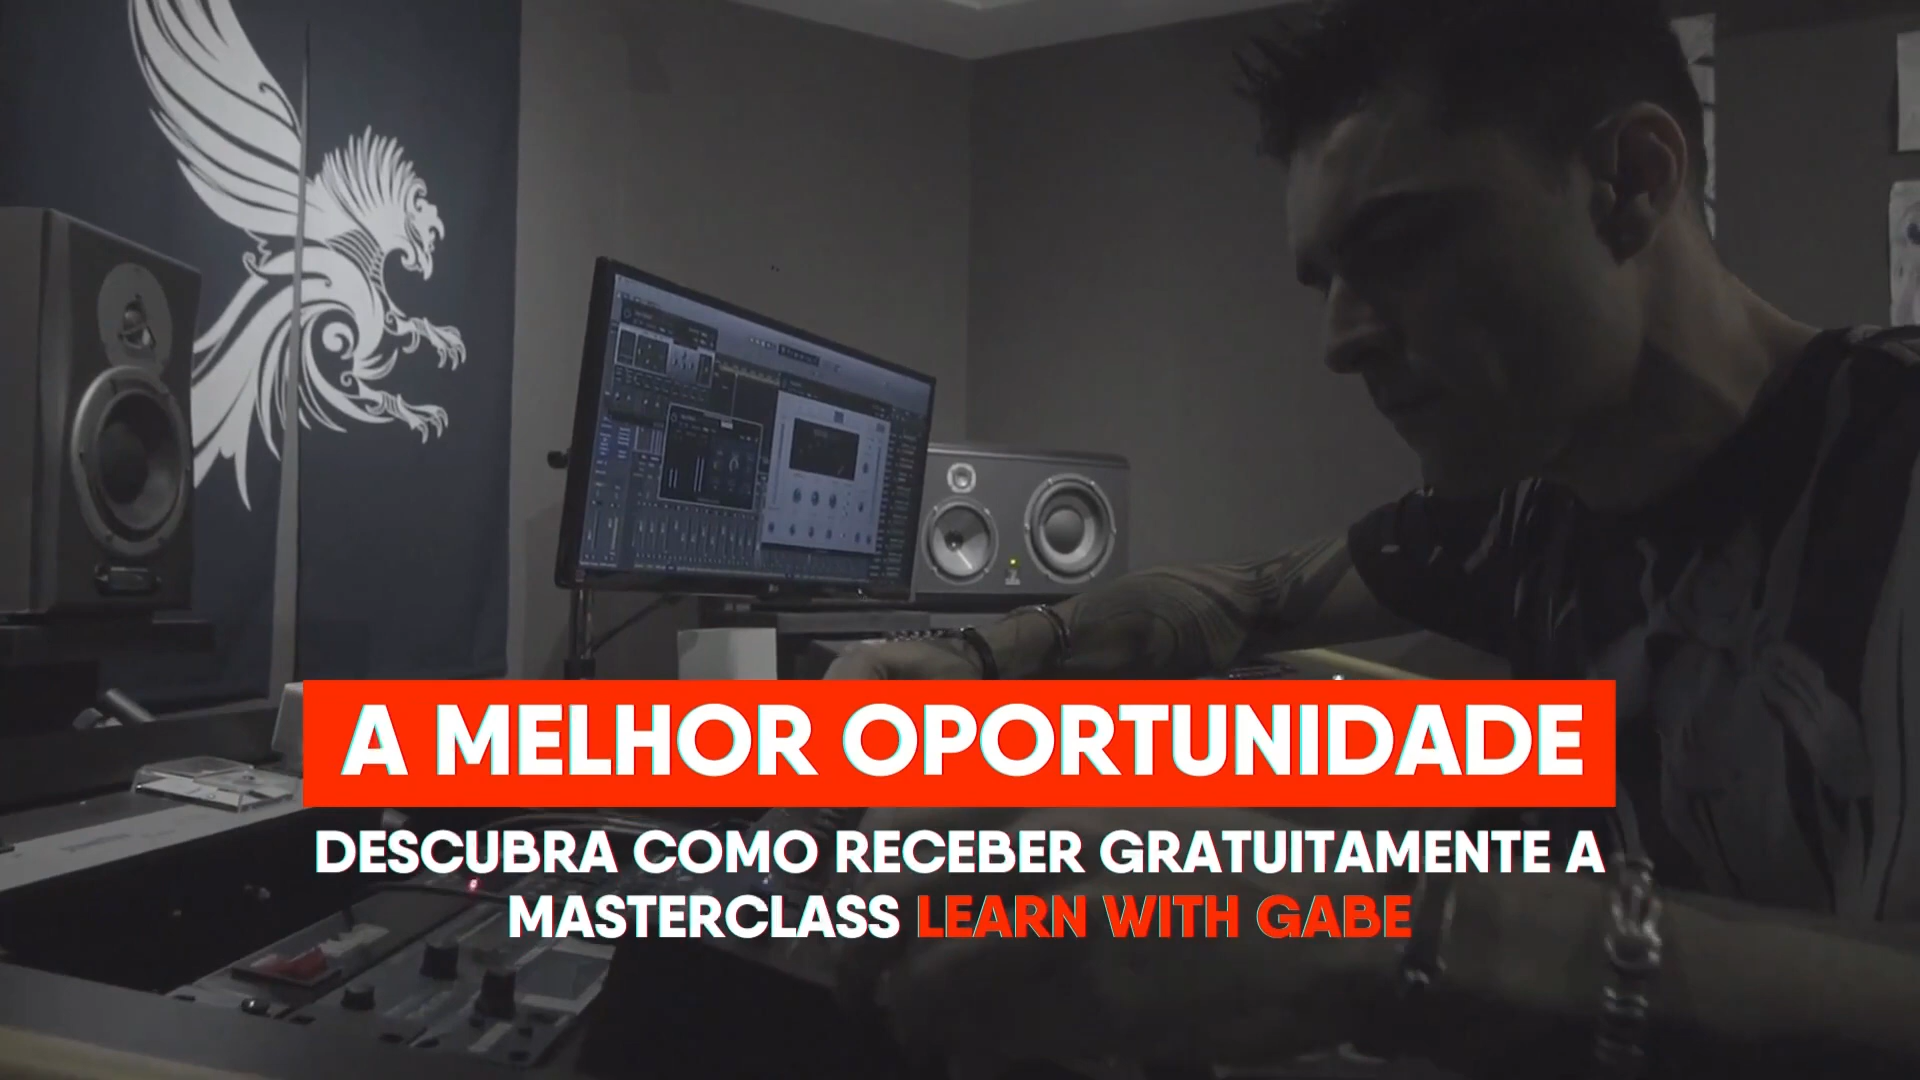 A MELHOR OPORTUNIDADE
DESCUBRA COMO RECEBER GRATUITAMENTE A
MASTERCLASS LEARN WITH GABE